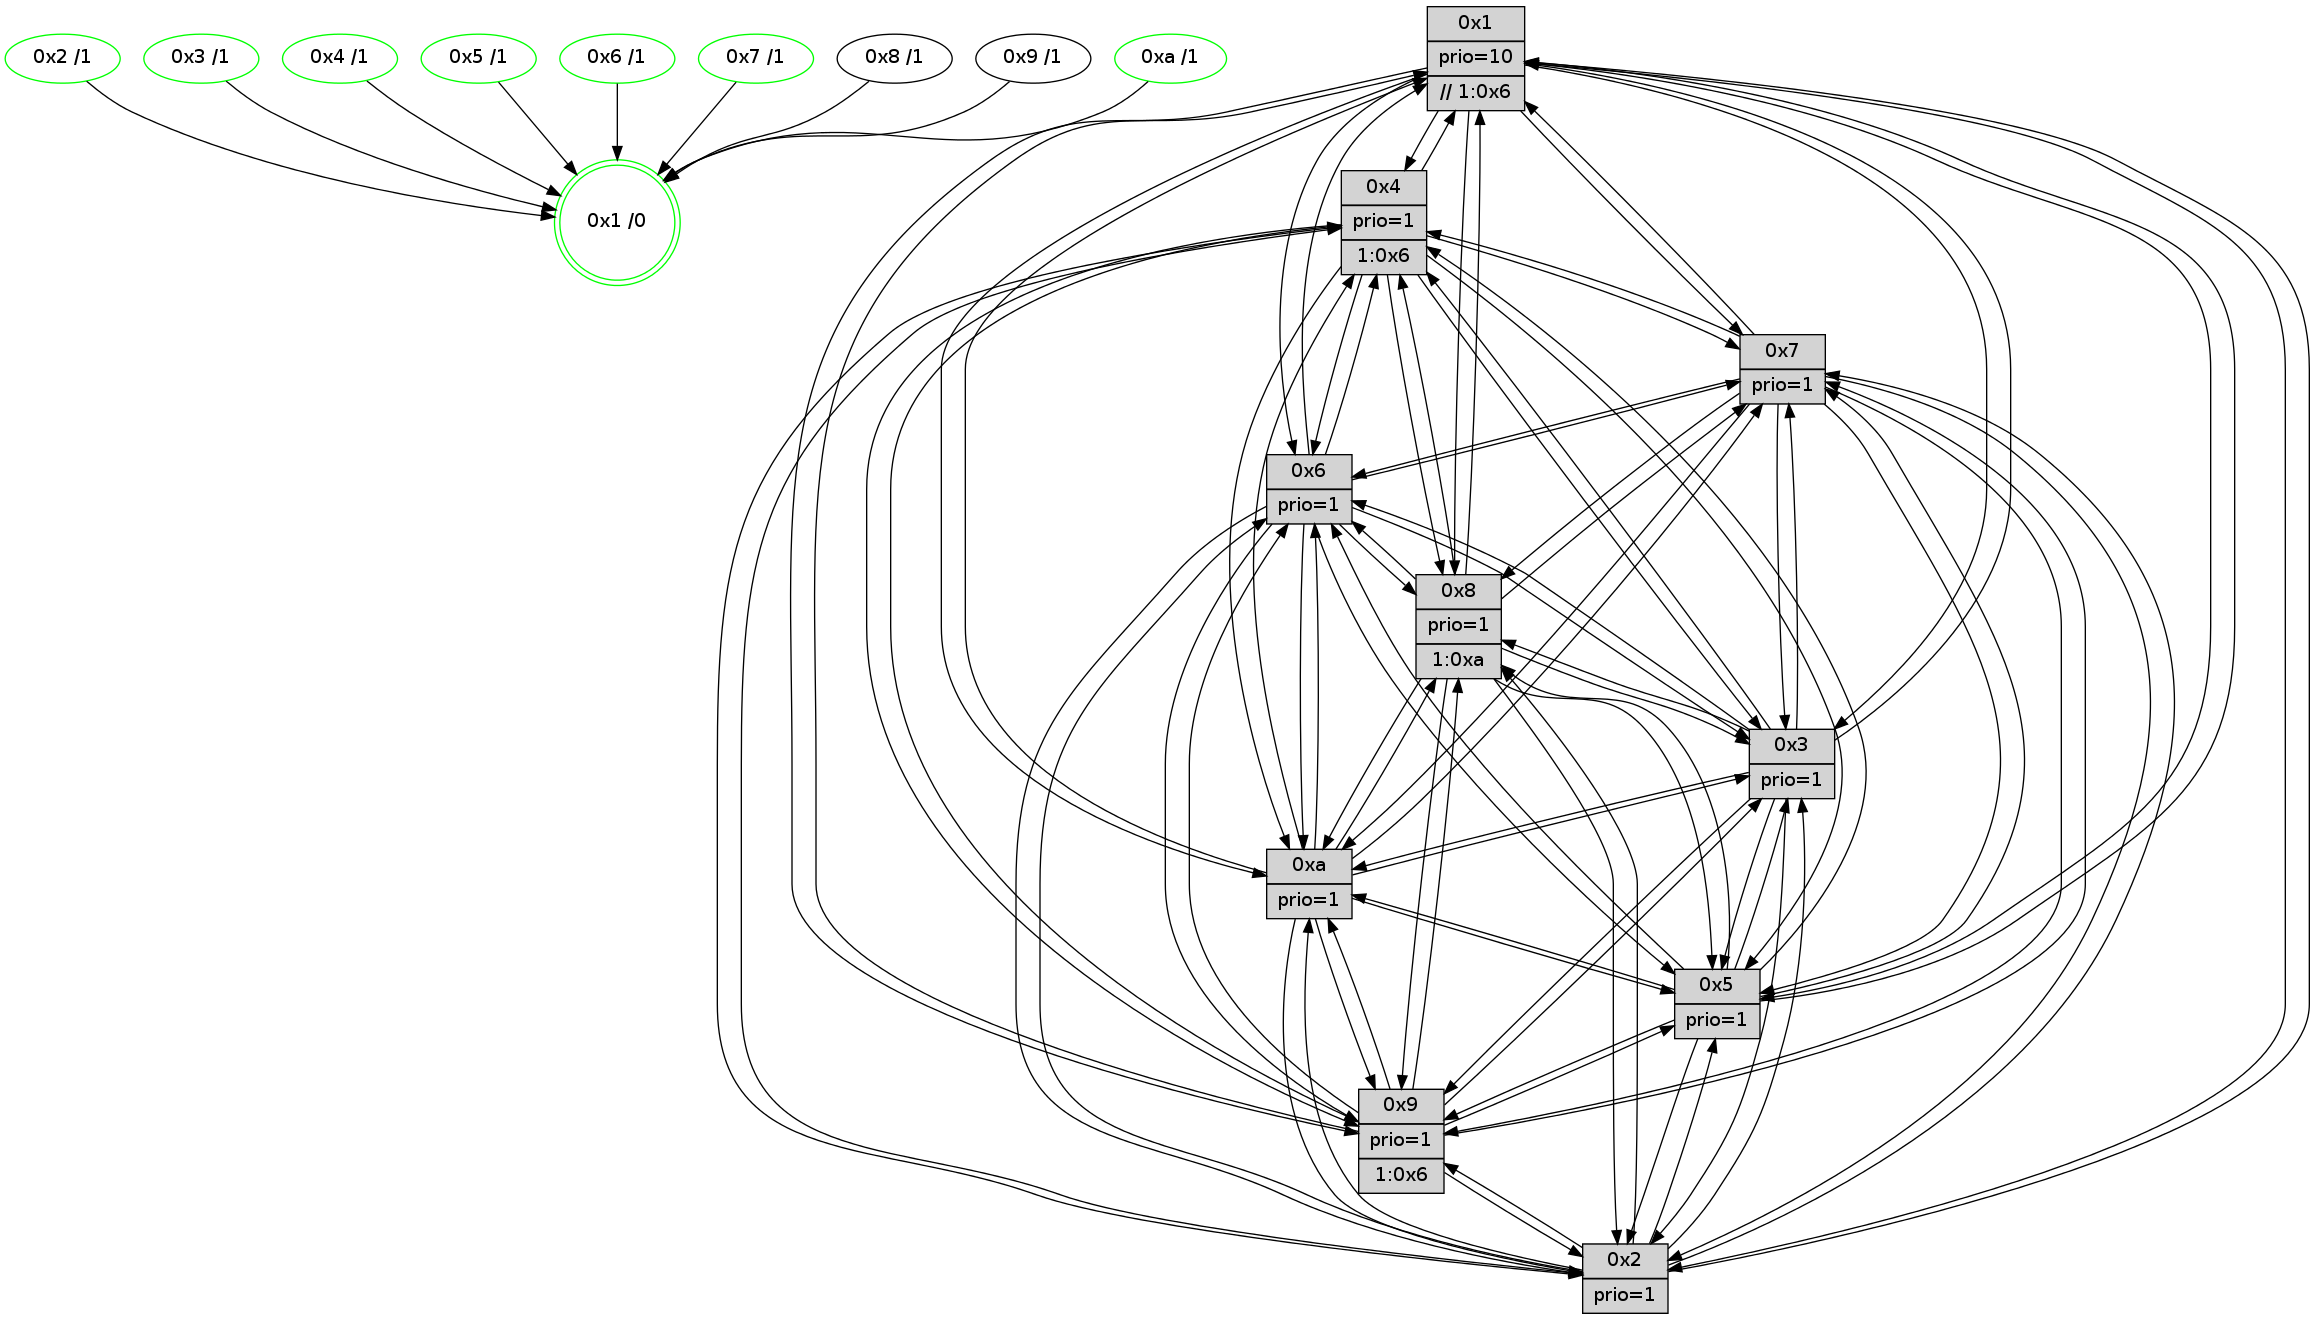 0x2 /1
0x3 /1
0x4 /1
0x5 /1
0x6 /1
0x7 /1
0x8 /1
0x9 /1
0xa /1
0x1 /0
0x1
prio=10
// 1:0x6
0x4
prio=1
1:0x6
0x7
prio=1
0x6
prio=1
0x8
prio=1
1:0xa
0x3
prio=1
0xa
prio=1
0x5
prio=1
0x9
prio=1
1:0x6
0x2
prio=1